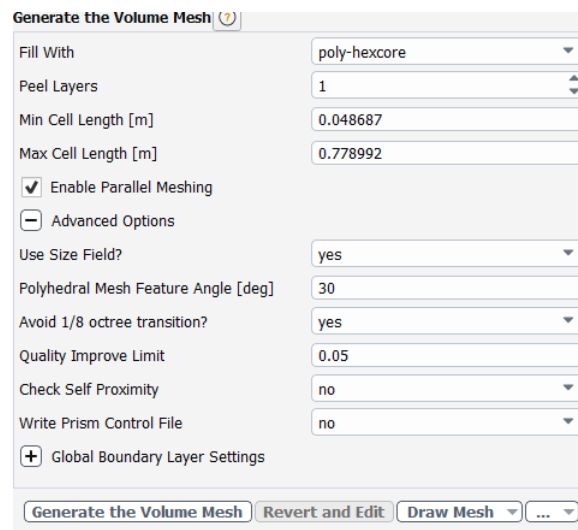 Generate the Volume Mesh ?
Fill With poly-hexcore
Peel Layers 1
Min Cell Length [m] 0.048687
Max Cell Length [m] 0.778992
Enable Parallel Meshing
Advanced Options
Use Size Field? yes
Polyhedral Mesh Feature Angle [deg] 30
Avoid 1/8 octree transition? yes
Quality Improve Limit 0.05
Check Self Proximity no
Write Prism Control File no
Global Boundary Layer Settings
Generate the Volume Mesh Revert and Edit Draw Mesh ...